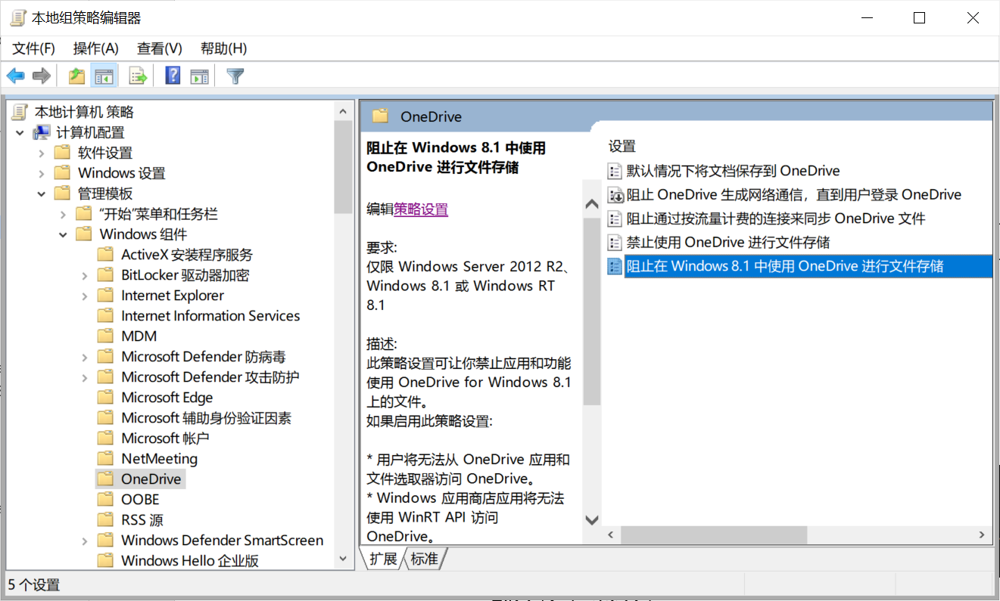 本地组策略编辑器
文件(F) 操作(A) 查看(V) 帮助(H)
本地计算机 策略
计算机配置
软件设置
Windows 设置
管理模板
“开始”菜单和任务栏
Windows 组件
ActiveX 安装程序服务
BitLocker 驱动器加密
Internet Explorer
Internet Information Services
MDM
Microsoft Defender 防病毒
Microsoft Defender 攻击防护
Microsoft Edge
Microsoft 辅助身份验证因素
Microsoft 帐户
NetMeeting
OneDrive
OOBE
RSS 源
Windows Defender SmartScreen
Windows Hello 企业版
OneDrive
阻止在 Windows 8.1 中使用
OneDrive 进行文件存储
编辑策略设置
要求:
仅限 Windows Server 2012 R2、
Windows 8.1 或 Windows RT
8.1
描述:
此策略设置可让你禁止应用和功能
使用 OneDrive for Windows 8.1
上的文件。
如果启用此策略设置:
* 用户将无法从 OneDrive 应用和
文件选取器访问 OneDrive。
* Windows 应用商店应用将无法
使用 WinRT API 访问
OneDrive。
设置
默认情况下将文档保存到 OneDrive
阻止 OneDrive 生成网络通信，直到用户登录 OneDrive
阻止通过按流量计费的连接来同步 OneDrive 文件
禁止使用 OneDrive 进行文件存储
阻止在 Windows 8.1 中使用 OneDrive 进行文件存储
扩展 标准
5 个设置